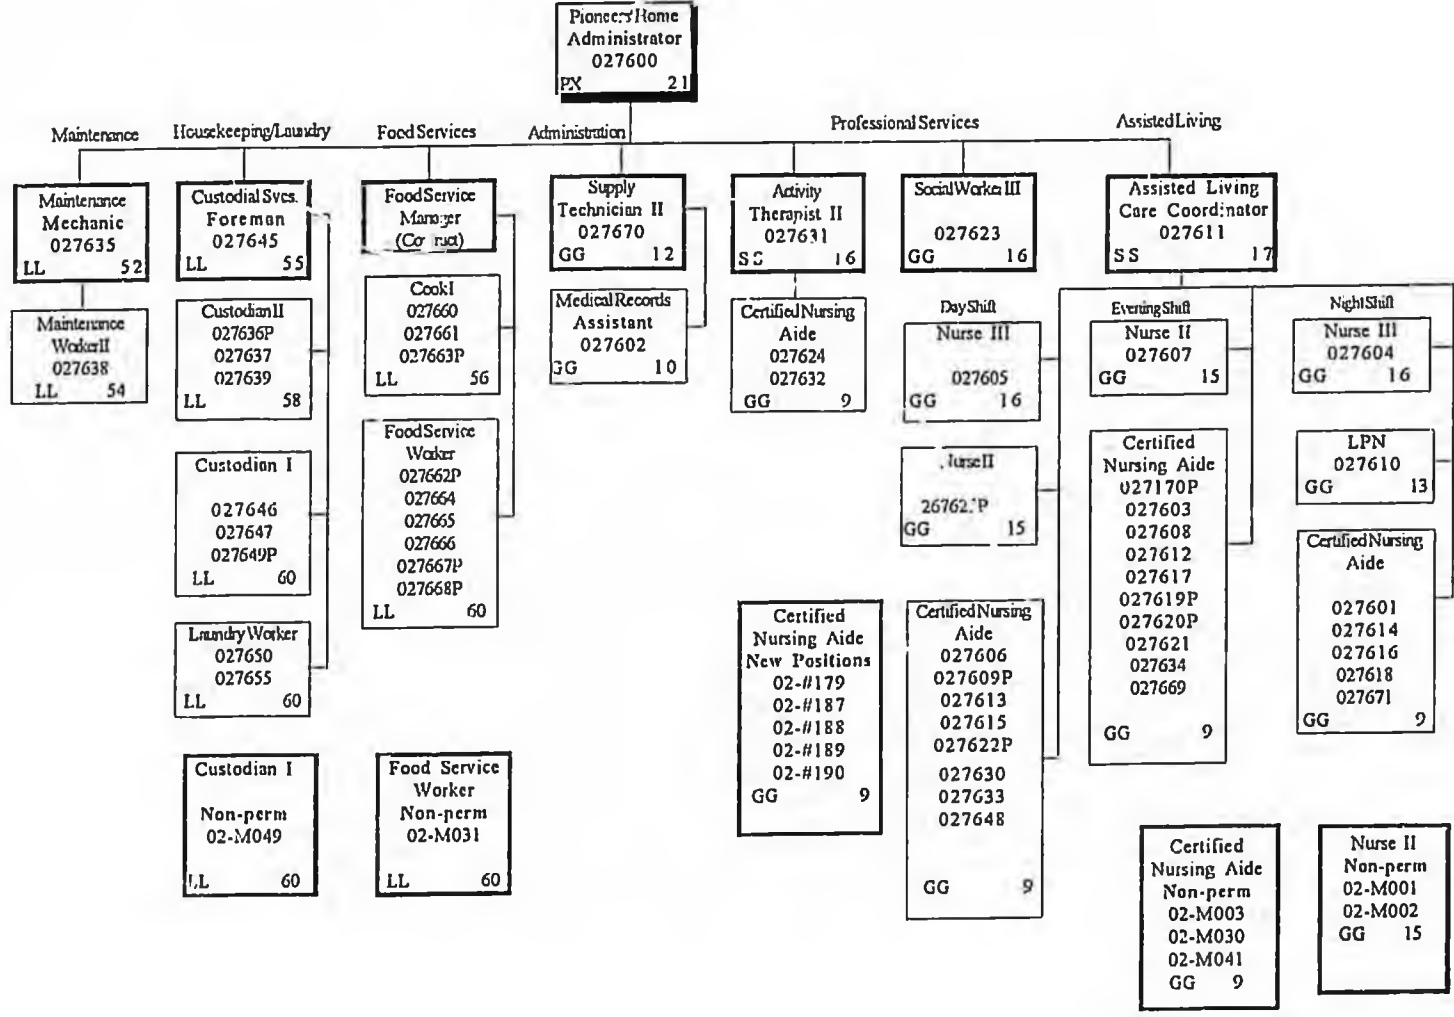 Pioneers' Home
Administrator
027600
PX 21
Maintenance
Housekeeping/Laundry
Food Services
Administration
Professional Services
Assisted Living
Maintenance
Mechanic
027635
LL 52
Maintenance
Worker II
027638
LL 54
Custodial Svcs.
Foreman
027645
LL 55
Custodian II
027636P
027637
027639
LL 58
Custodian I
027646
027647
027649P
LL 60
Laundry Worker
027650
027655
LL 60
Custodian I
Non-perm
02-M049
LL 60
Food Service
Manager
(Contract)
Cook I
027660
027661
027663P
LL 56
Food Service
Worker
027662P
027664
027665
027666
027667P
027668P
LL 60
Food Service
Worker
Non-perm
02-M031
LL 60
Supply
Technician II
027670
GG 12
Medical Records
Assistant
027602
GG 10
Activity
Therapist II
027631
SS 16
Certified Nursing
Aide
027624
027632
GG 9
Certified
Nursing Aide
New Positions
02-#179
02-#187
02-#188
02-#189
02-#190
GG 9
Social Worker III
027623
GG 16
Assisted Living
Care Coordinator
027611
SS 17
Day Shift
Nurse III
027605
GG 16
Nurse II
GG 15
Certified Nursing
Aide
027606
027609P
027613
027615
027622P
027630
027633
027648
GG 9
Evening Shift
Nurse II
027607
GG 15
Certified
Nursing Aide
027170P
027603
027608
027612
027617
027619P
027620P
027621
027634
027669
GG 9
Night Shift
Nurse III
027604
GG 16
LPN
027610
GG 13
Certified Nursing
Aide
027601
027614
027616
027618
027671
GG 9
Certified
Nursing Aide
Non-perm
02-M003
02-M030
02-M041
GG 9
Nurse II
Non-perm
02-M001
02-M002
GG 15